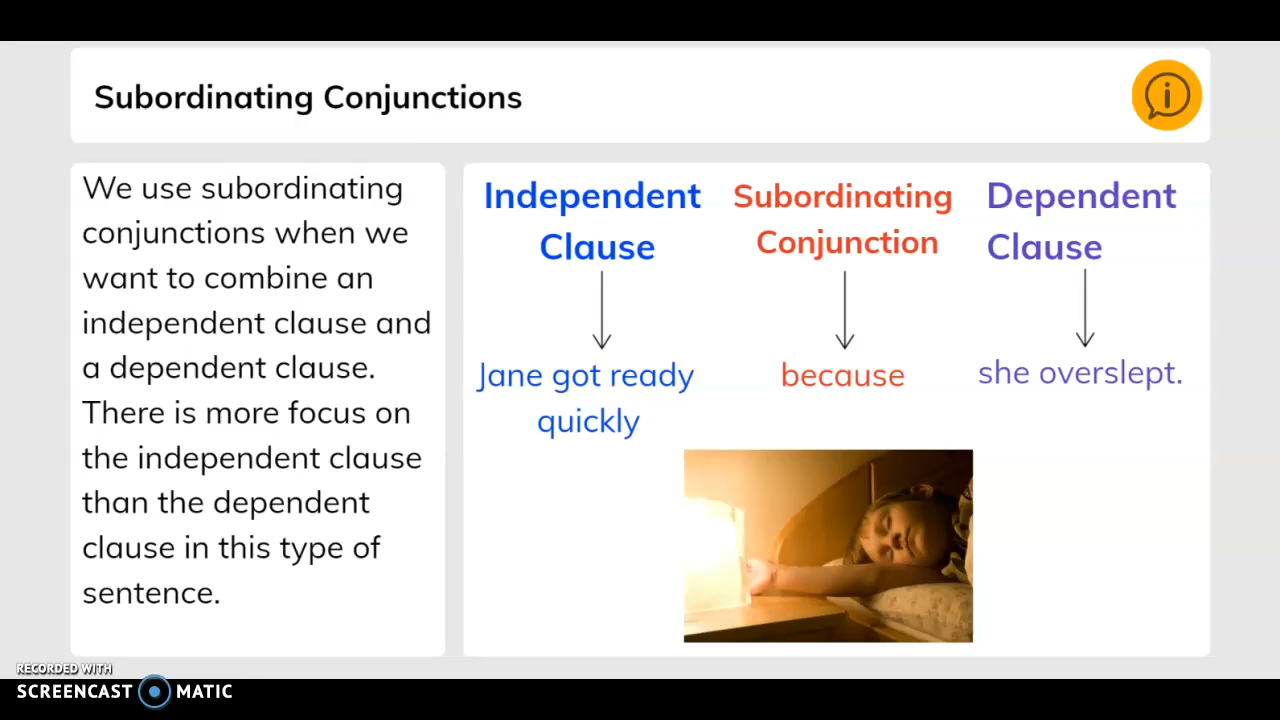 Subordinating Conjunctions
We use subordinating
conjunctions when we
want to combine an
independent clause and
a dependent clause.
There is more focus on
the independent clause
than the dependent
clause in this type of
sentence.
Independent
Clause
Subordinating
Conjunction
Dependent
Clause
Jane got ready
quickly
because
she overslept.
RECORDED WITH
SCREENCAST MATIC